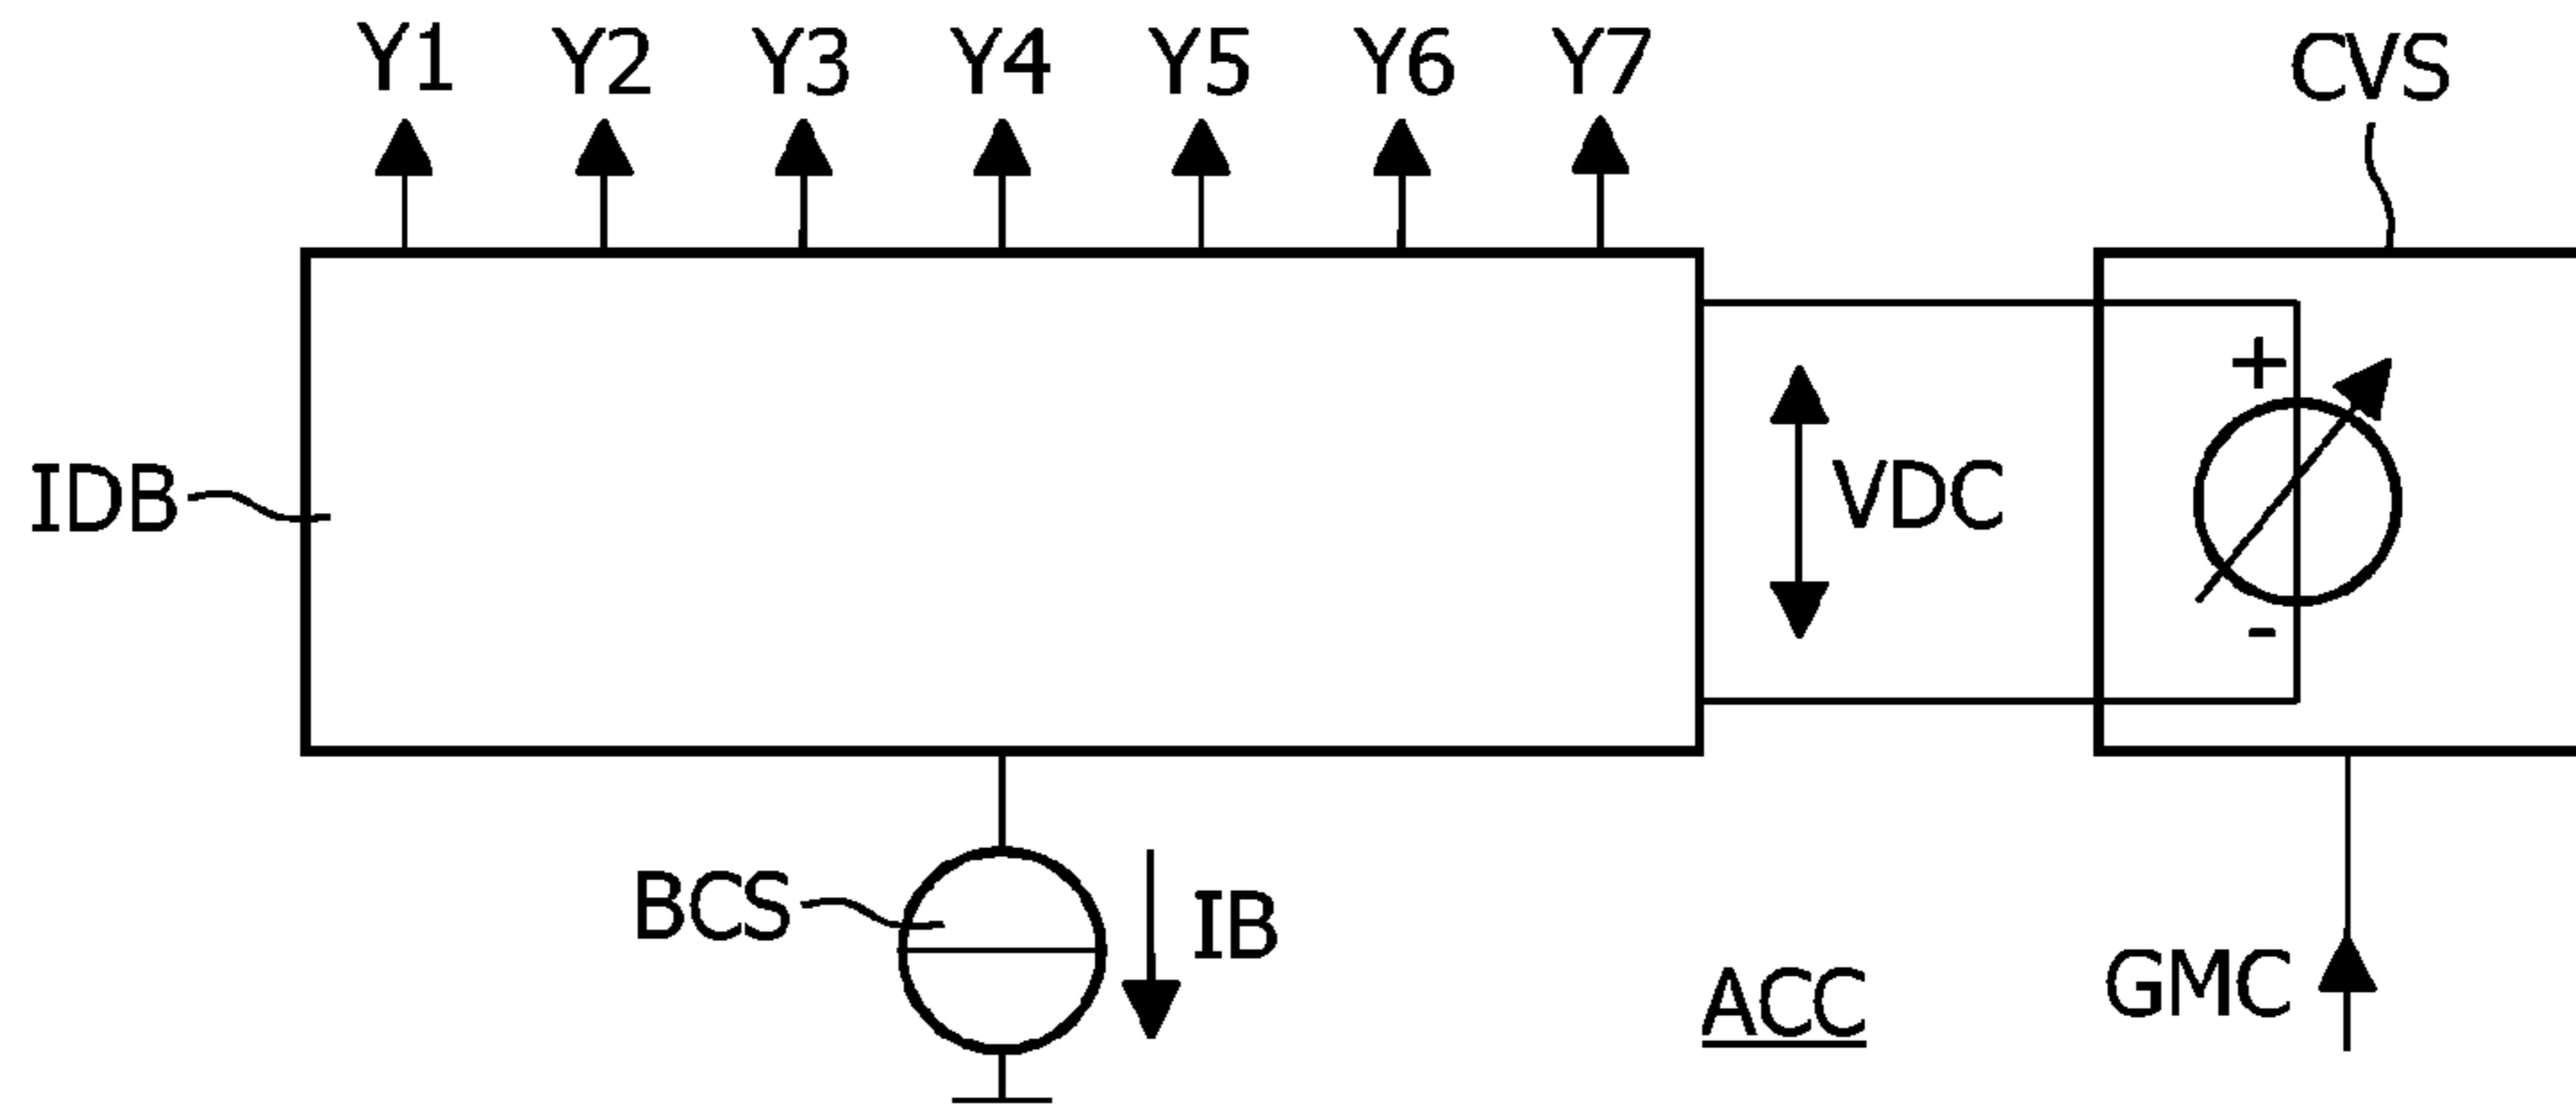 Y1 Y2 Y3 Y4 Y5 Y6 Y7 CVS
+
IDB VDC
-
BCS IB
ACC GMC